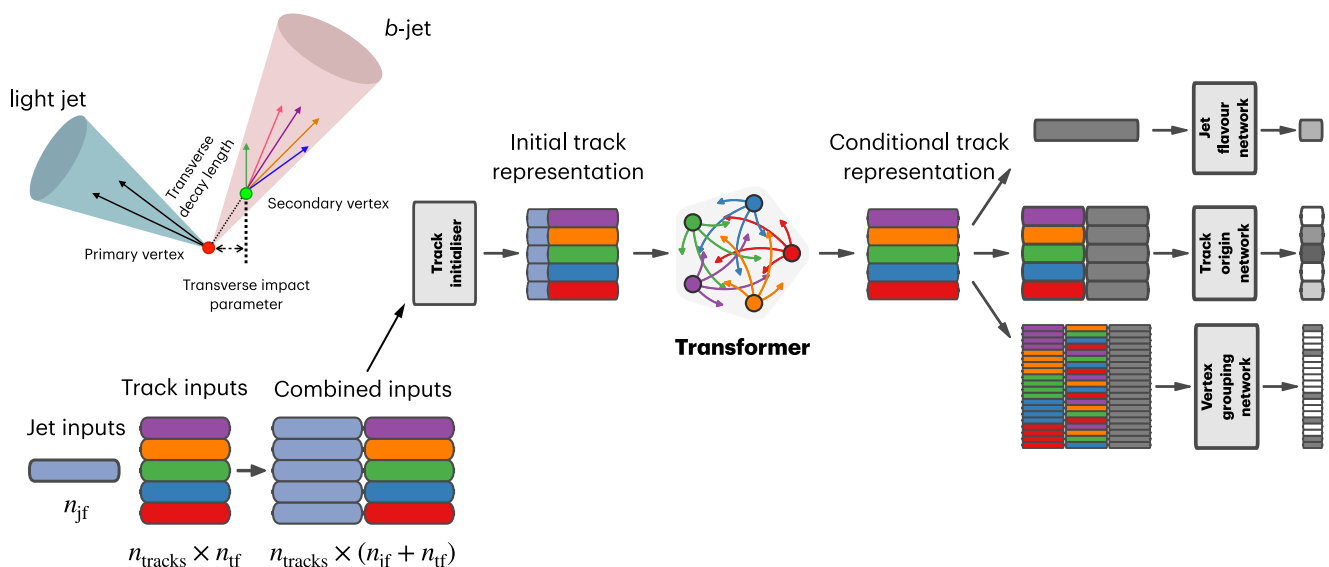 b-jet
light jet
Transverse
decay length
Secondary vertex
Primary vertex
Transverse impact
parameter
Track
initialiser
Initial track
representation
Transformer
Conditional track
representation
Jet
flavour
network
Track
origin
network
Vertex
grouping
network
Jet inputs
n_jf
Track inputs
n_tracks × n_tf
Combined inputs
n_tracks × (n_jf + n_tf)